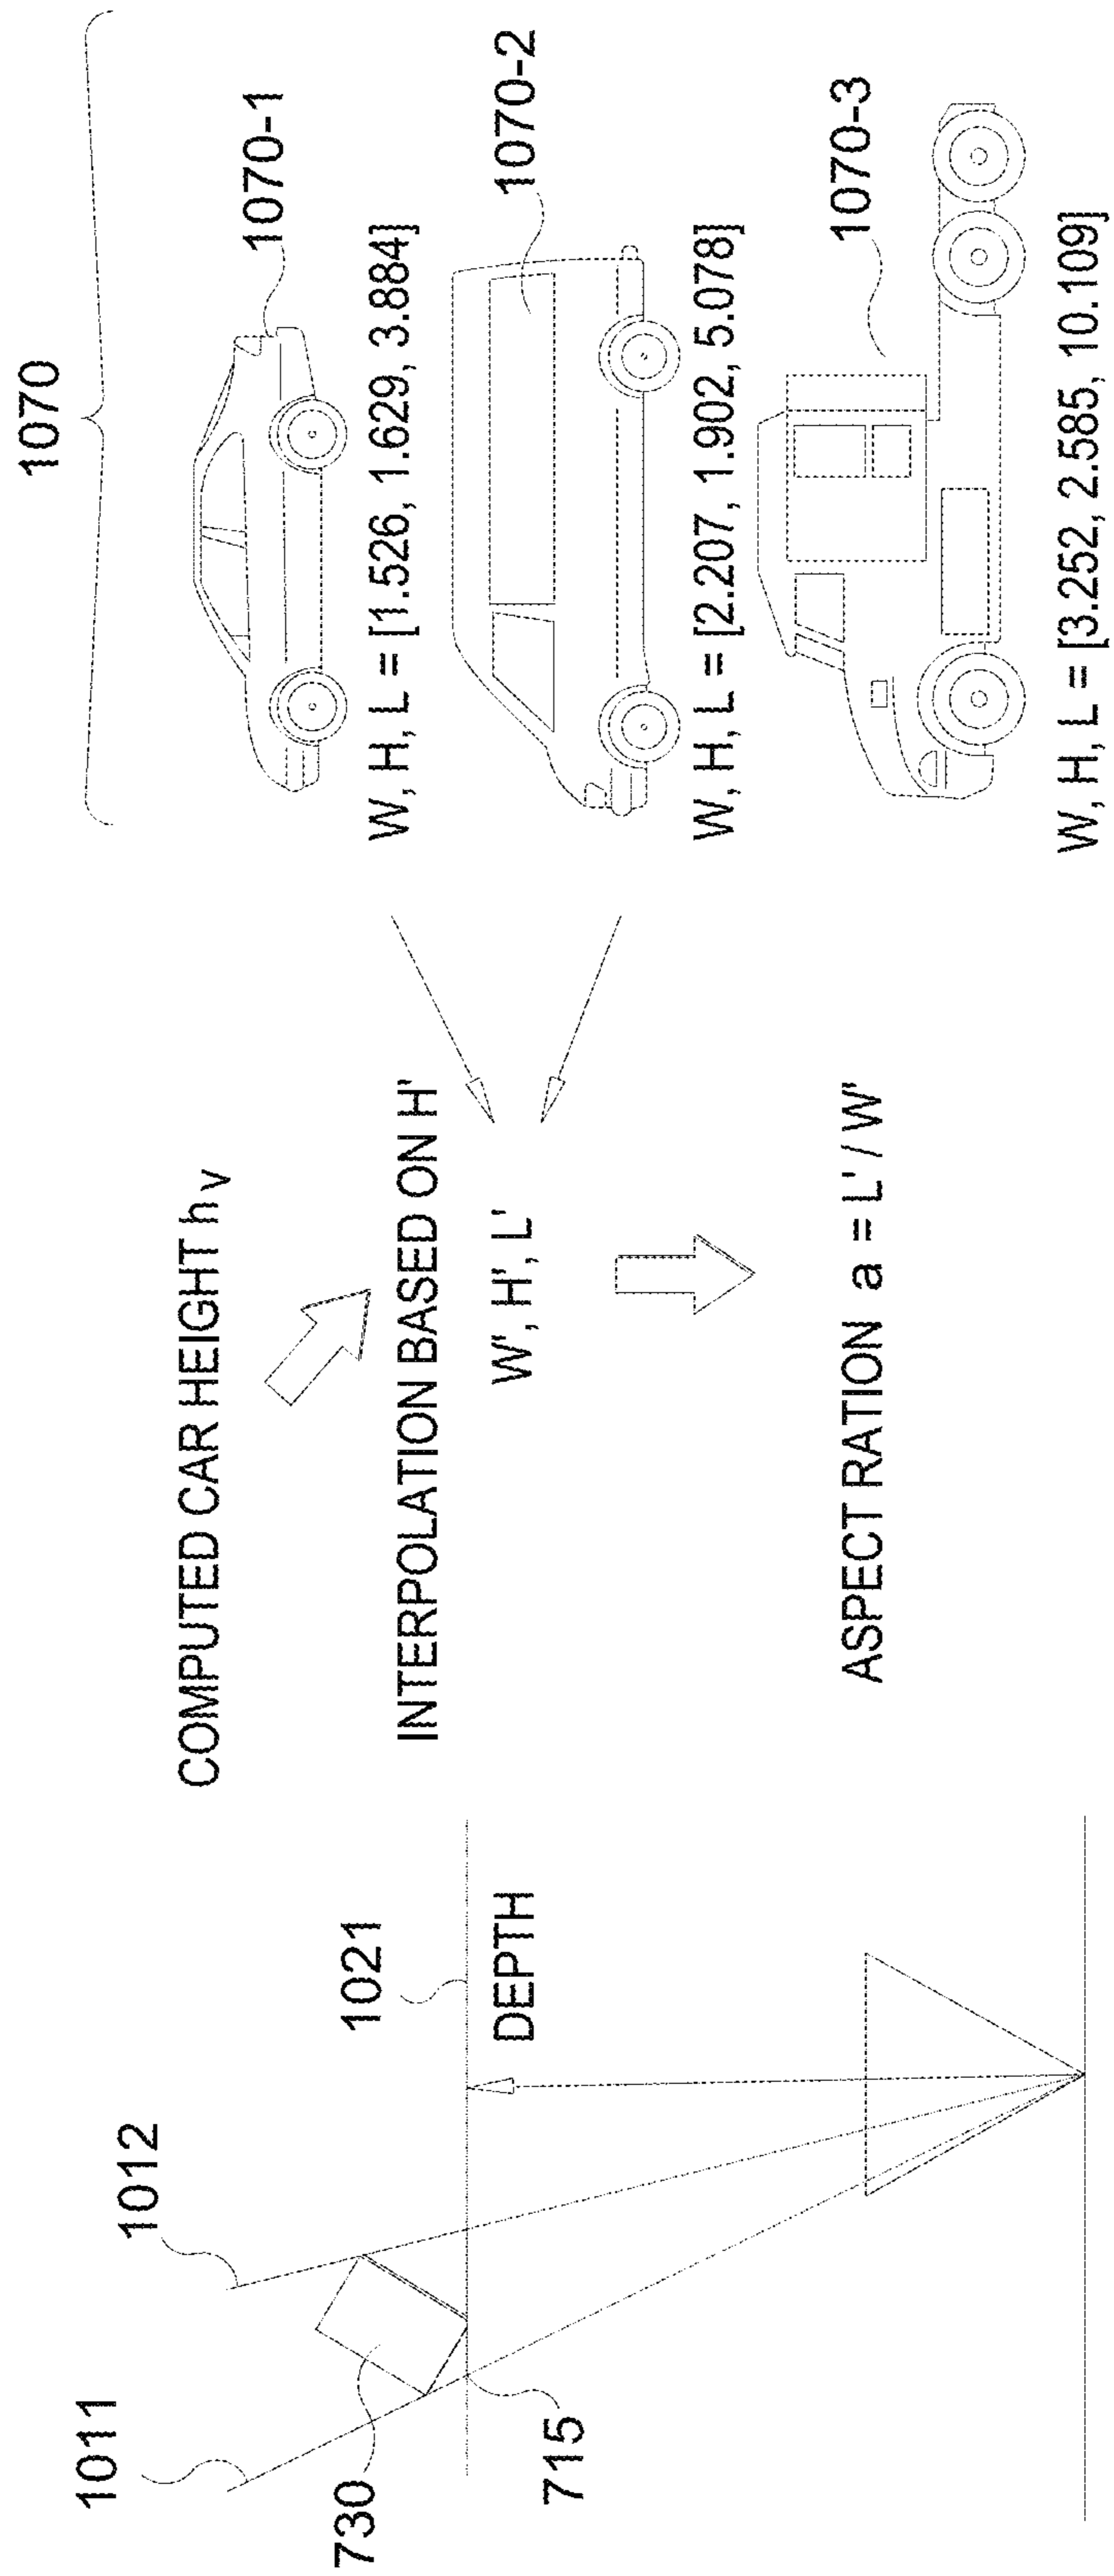 1011
1012
730
715
1021
DEPTH
COMPUTED CAR HEIGHT hv
INTERPOLATION BASED ON H'
W', H', L'
ASPECT RATION a = L' / W'
1070
1070-1
W, H, L = [1.526, 1.629, 3.884]
1070-2
W, H, L = [2.207, 1.902, 5.078]
1070-3
W, H, L = [3.252, 2.585, 10.109]